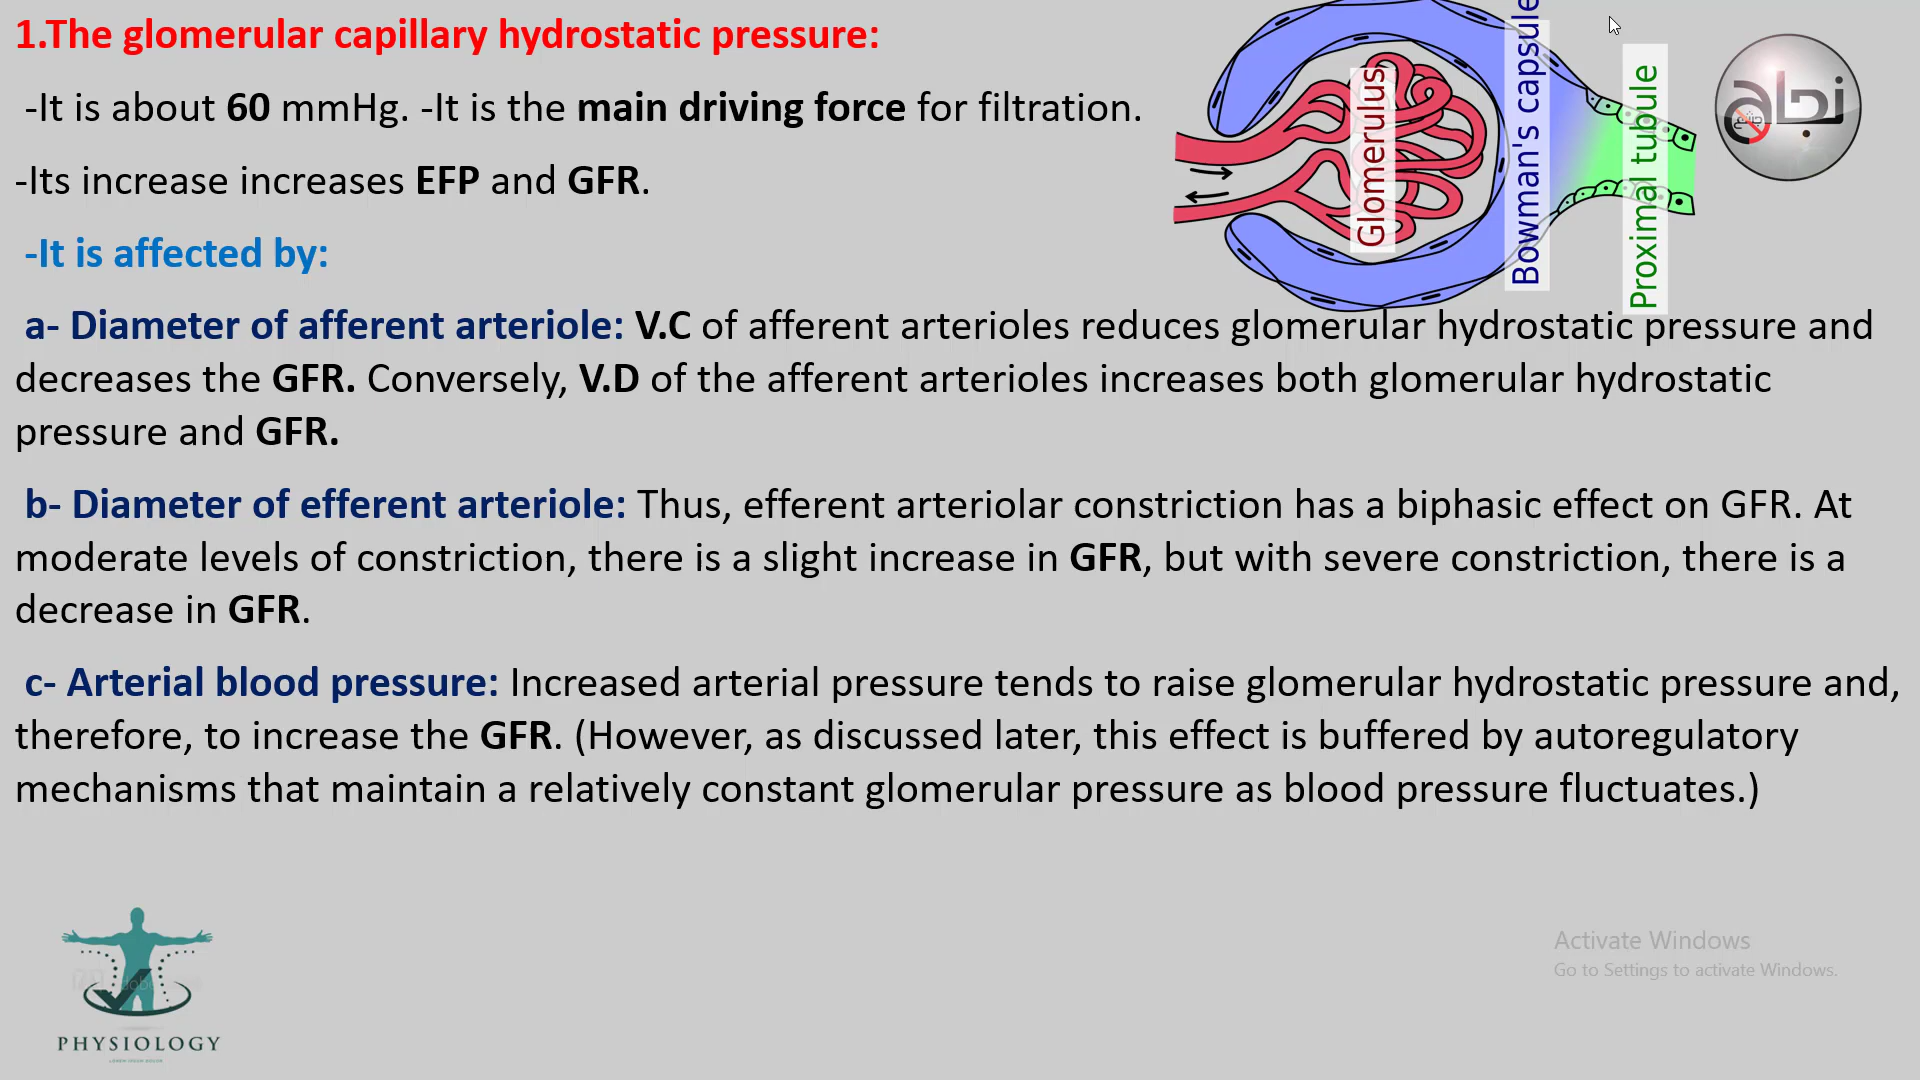 1.The glomerular capillary hydrostatic pressure:
-It is about 60 mmHg. -It is the main driving force for filtration.
-Its increase increases EFP and GFR.
-It is affected by:
a- Diameter of afferent arteriole: V.C of afferent arterioles reduces glomerular hydrostatic pressure and
decreases the GFR. Conversely, V.D of the afferent arterioles increases both glomerular hydrostatic
pressure and GFR.
b- Diameter of efferent arteriole: Thus, efferent arteriolar constriction has a biphasic effect on GFR. At
moderate levels of constriction, there is a slight increase in GFR, but with severe constriction, there is a
decrease in GFR.
c- Arterial blood pressure: Increased arterial pressure tends to raise glomerular hydrostatic pressure and,
therefore, to increase the GFR. (However, as discussed later, this effect is buffered by autoregulatory
mechanisms that maintain a relatively constant glomerular pressure as blood pressure fluctuates.)
Glomerulus
Bowman's capsule
Proximal tubule
Activate Windows
Go to Settings to activate Windows.
PHYSIOLOGY